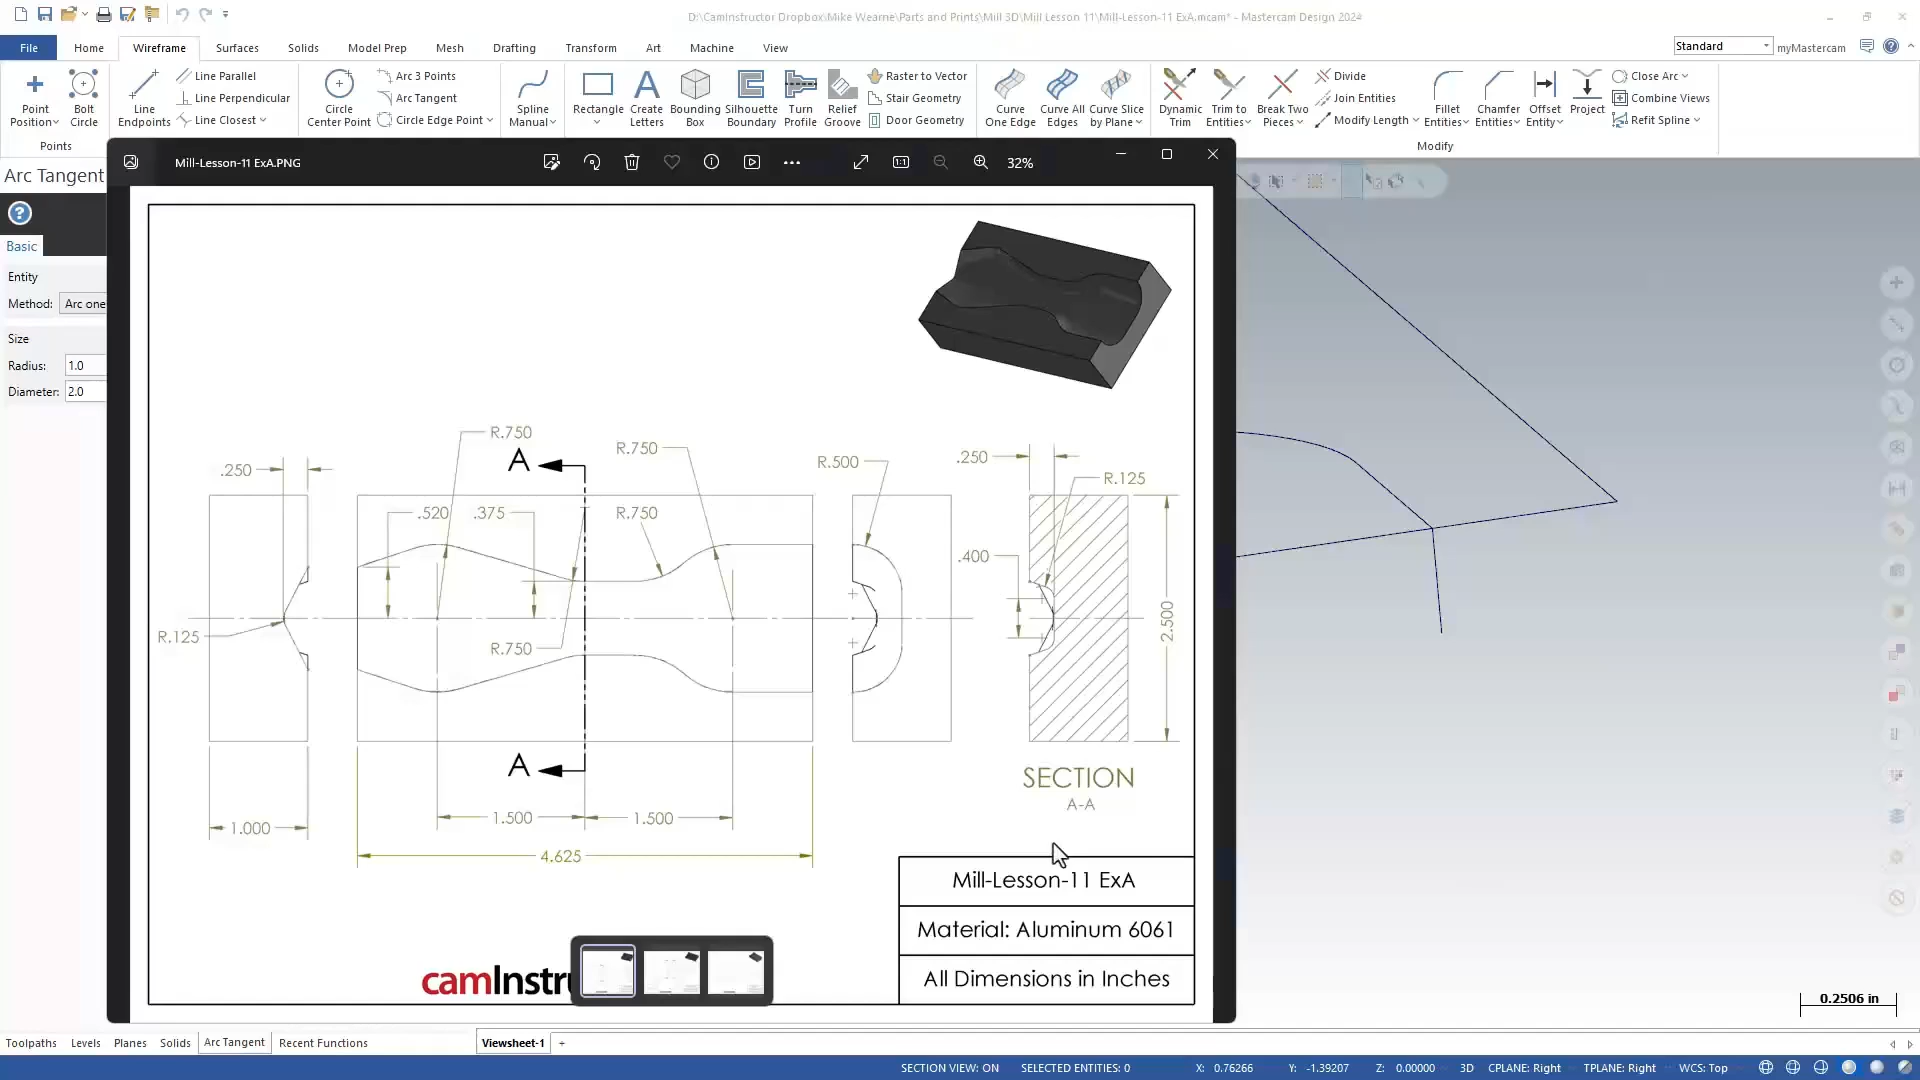 D:\CamInstructor Dropbox\Mike Wearne\Parts and Prints\Mill 3D\Mill Lesson 11\Mill-Lesson-11 ExA.mcam* - Mastercam Design 2024
File Home Wireframe Surfaces Solids Model Prep Mesh Drafting Transform Art Machine View
Standard myMastercam
Point Position
Bolt Circle
Line Endpoints
Line Parallel
Line Perpendicular
Line Closest
Circle Center Point
Arc 3 Points
Arc Tangent
Circle Edge Point
Spline Manual
Rectangle
Create Letters
Bounding Box
Silhouette Boundary
Turn Profile
Relief Groove
Raster to Vector
Stair Geometry
Door Geometry
Curve One Edge
Curve All Edges
Curve Slice by Plane
Dynamic Trim
Trim to Entities
Break Two Pieces
Divide
Join Entities
Modify Length
Fillet Entities
Chamfer Entities
Offset Entity
Project
Close Arc
Combine Views
Refit Spline
Points
Modify
Arc Tangent
Basic
Entity
Method: Arc one
Size
Radius: 1.0
Diameter: 2.0
Mill-Lesson-11 ExA.PNG
1:1
32%
R.750
A
R.750
R.500
.250
.250
R.125
.520
.375
R.750
.400
R.125
R.750
2.500
A
SECTION
A-A
1.500
1.500
1.000
4.625
Mill-Lesson-11 ExA
Material: Aluminum 6061
All Dimensions in Inches
camInstru
0.2506 in
Toolpaths Levels Planes Solids Arc Tangent Recent Functions
Viewsheet-1 +
SECTION VIEW: ON SELECTED ENTITIES: 0 X: 0.76266 Y: -1.39207 Z: 0.00000 3D CPLANE: Right TPLANE: Right WCS: Top